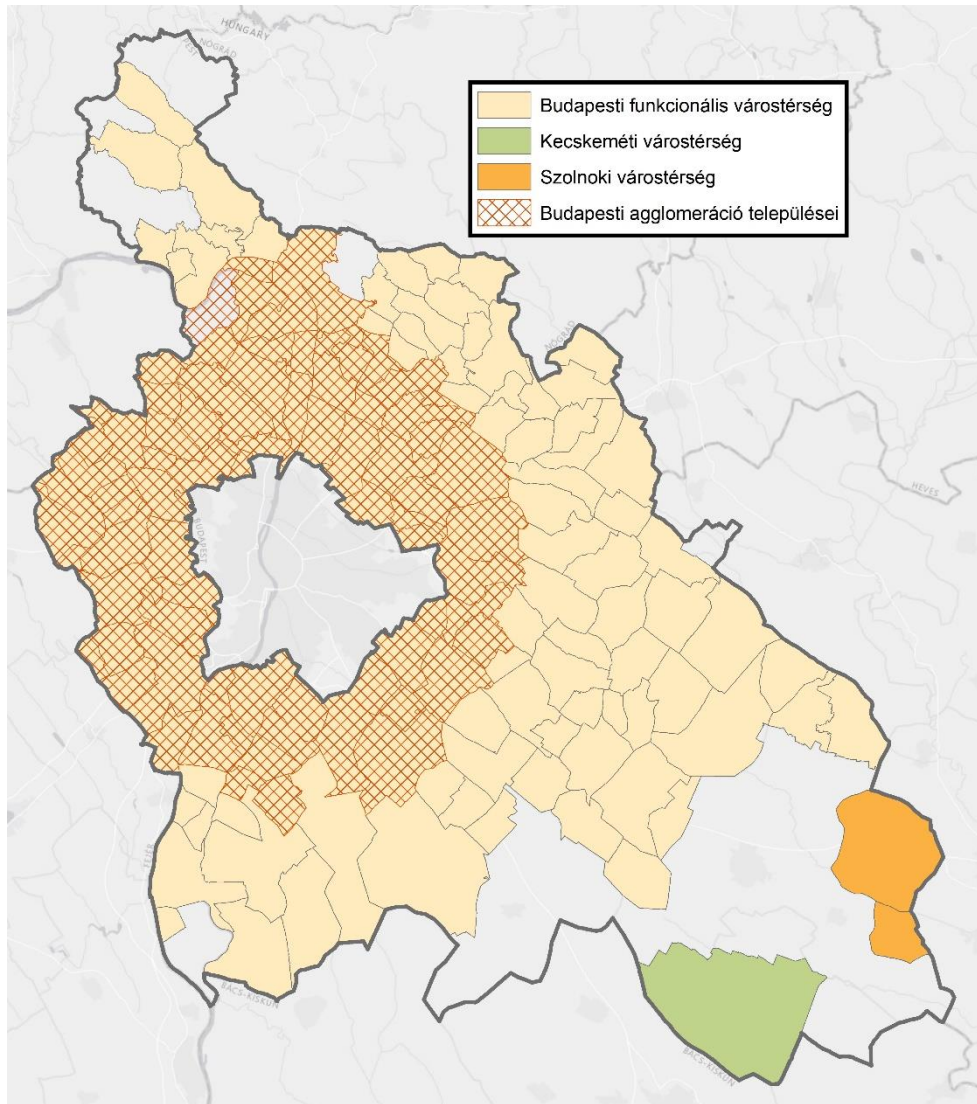 HUNGARY
NÓGRÁD
PEST
Budapesti funkcionális várostérség
Kecskeméti várostérség
Szolnoki várostérség
Budapesti agglomeráció települései
NÓGRÁD
HEVES
BUDAPEST
FEJÉR
BÁCS-KISKUN
BÁCS-KISKUN